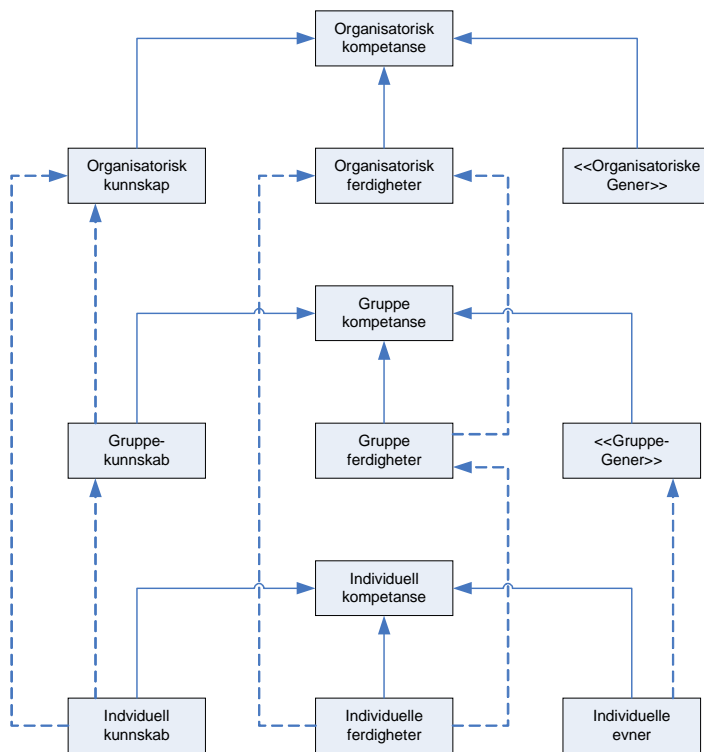 Organisatorisk
kompetanse
Organisatorisk
kunnskap
Organisatorisk
ferdigheter
<<Organisatoriske
Gener>>
Gruppe
kompetanse
Gruppe-
kunnskab
Gruppe
ferdigheter
<<Gruppe-
Gener>>
Individuell
kompetanse
Indviduell
kunnskab
Individuelle
ferdigheter
Individuelle
evner